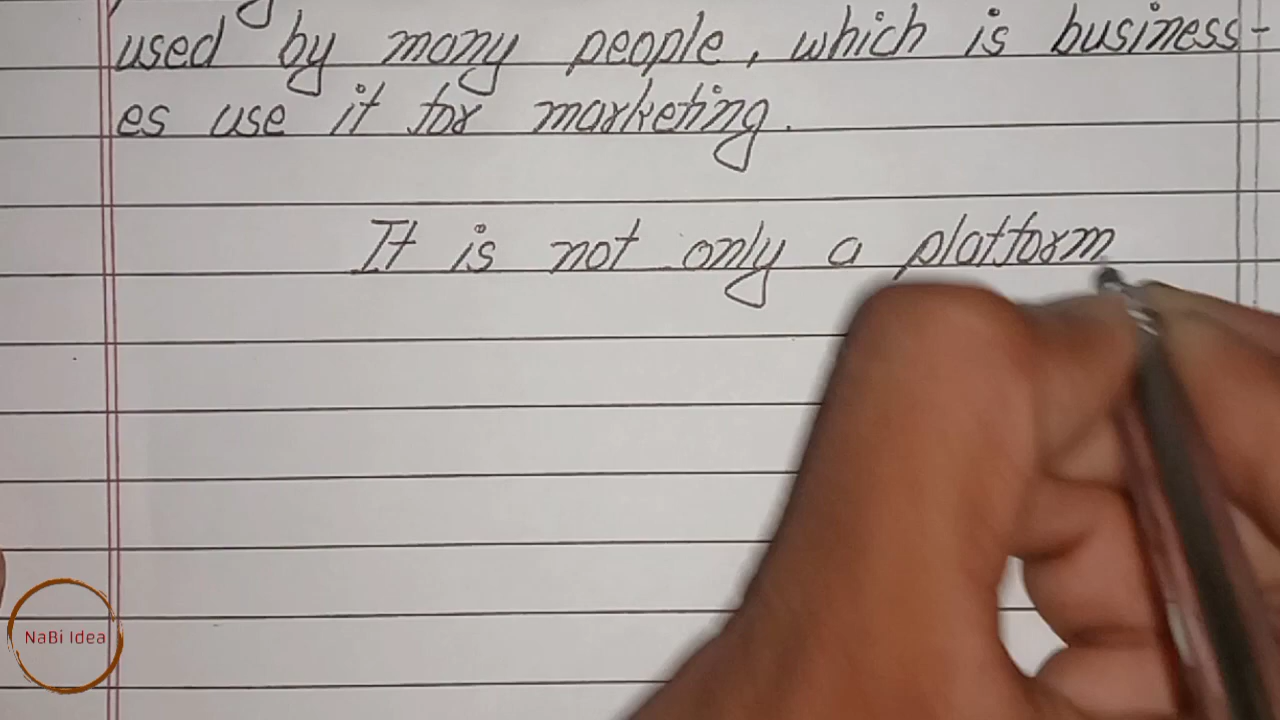 used by many people, which is business-
es use it for marketing.
It is not only a platform
NaBi Idea